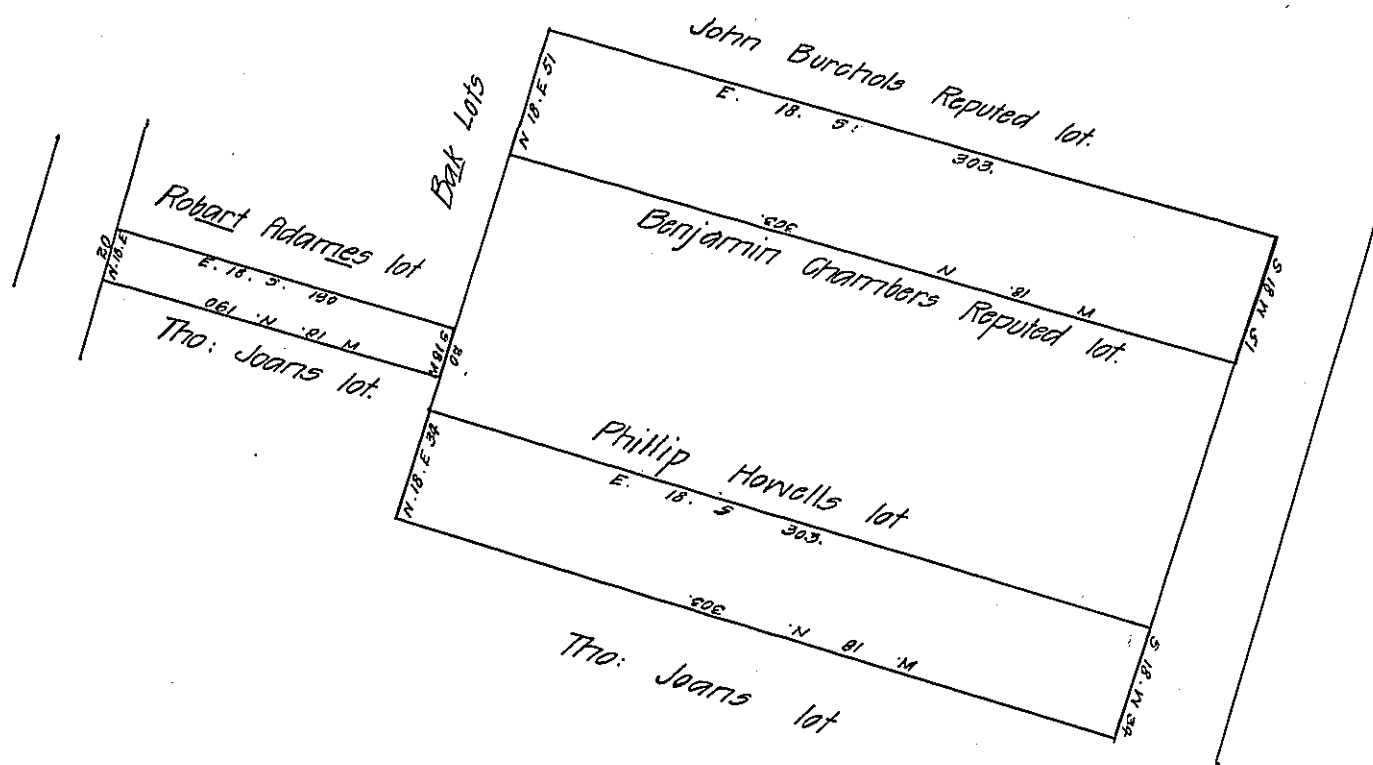 John Burchols Reputed lot.
E. 18. S: 303.
N 18. E 51
Bak Lots
303. N 18. W
Benjamin Chambers Reputed lot.
S 18 W 51
Robart Adames lot
20
N. 18. E
E. 18. S. 190
W 18. N. 190
S 18 W
20
Tho: Joans lot.
Phillip Howells lot
E. 18. S 303.
N. 18. E 34
W. 18 N. 303.
S 18. W 34
Tho: Joans lot